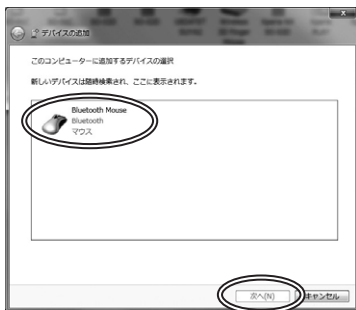 デバイスの追加
このコンピューターに追加するデバイスの選択
新しいデバイスは随時検索され、ここに表示されます。
Bluetooth Mouse
Bluetooth
マウス
次へ(N)
キャンセル